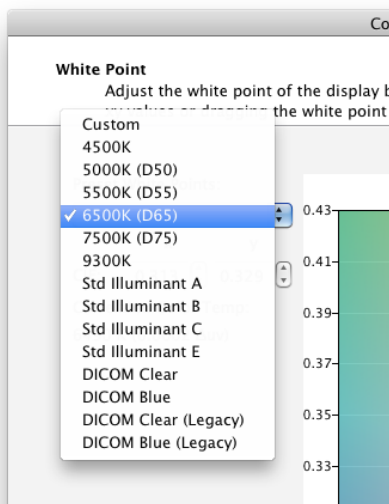 Co
White Point
Adjust the white point of the display b
the white point
Custom
4500K
5000K (D50)
5500K (D55)
✓ 6500K (D65)
7500K (D75)
9300K
Std Illuminant A
Std Illuminant B
Std Illuminant C
Std Illuminant E
DICOM Clear
DICOM Blue
DICOM Clear (Legacy)
DICOM Blue (Legacy)
0.43
0.41
0.39
0.37
0.35
0.33